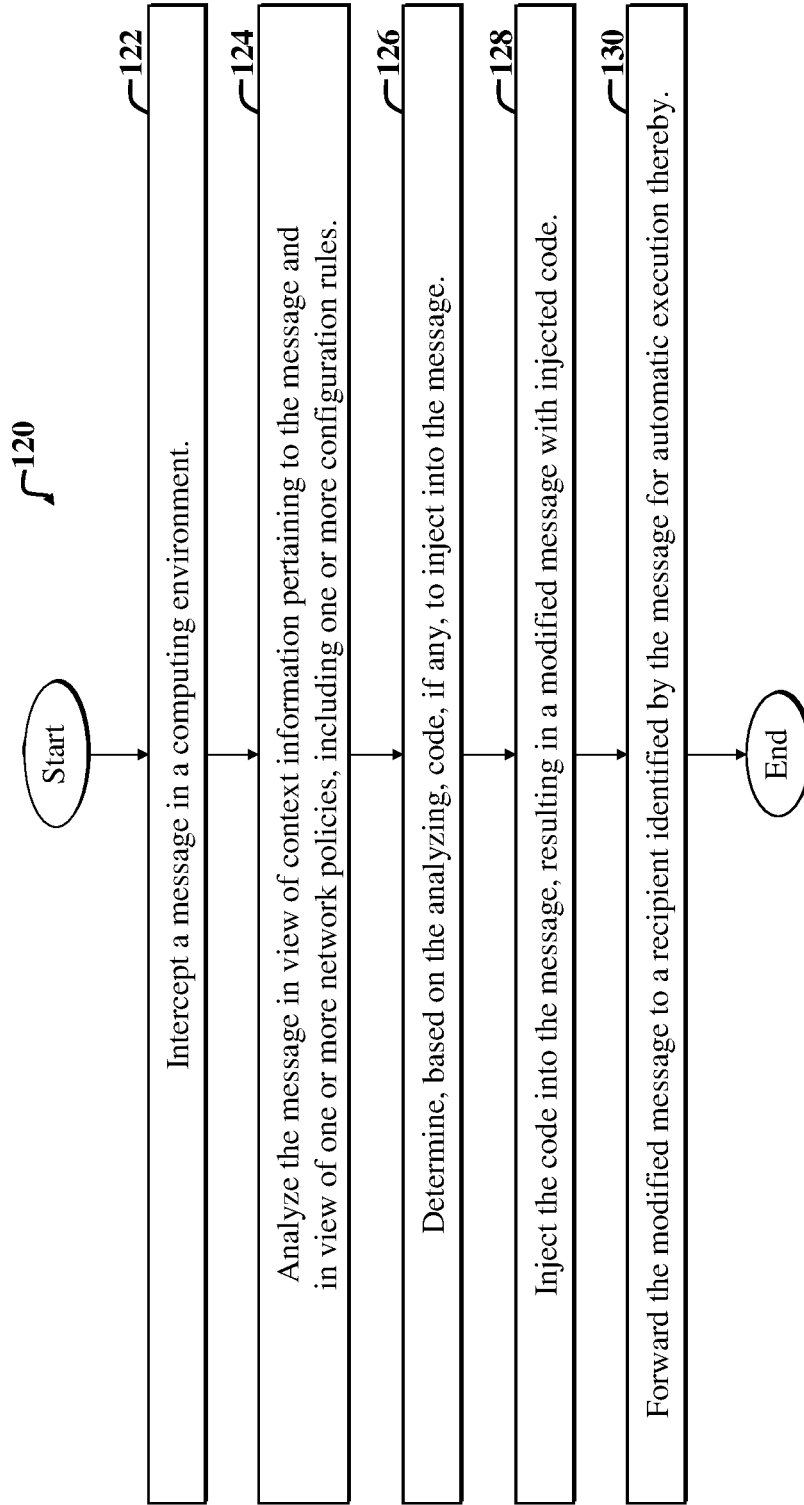 120
Start
122
Intercept a message in a computing environment.
124
Analyze the message in view of context information pertaining to the message and
in view of one or more network policies, including one or more configuration rules.
126
Determine, based on the analyzing, code, if any, to inject into the message.
128
Inject the code into the message, resulting in a modified message with injected code.
130
Forward the modified message to a recipient identified by the message for automatic execution thereby.
End